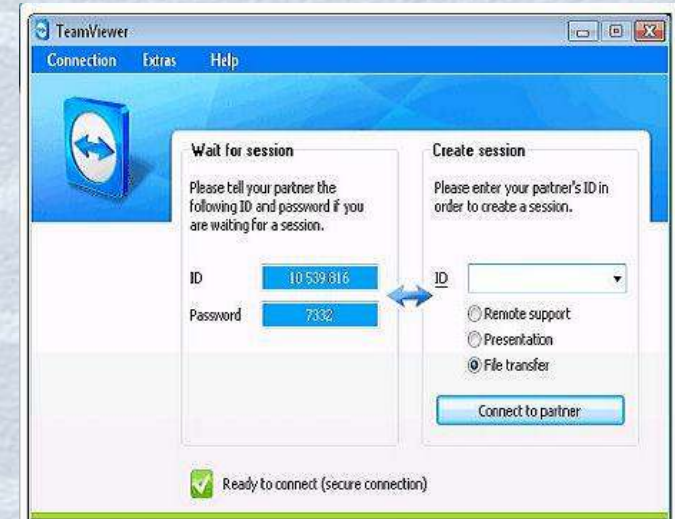 TeamViewer
Connection Extras Help
Wait for session
Please tell your partner the
following ID and password if you
are waiting for a session.
ID 10 539 816
Password 7332
Create session
Please enter your partner's ID in
order to create a session.
ID
Remote support
Presentation
File transfer
Connect to partner
Ready to connect (secure connection)